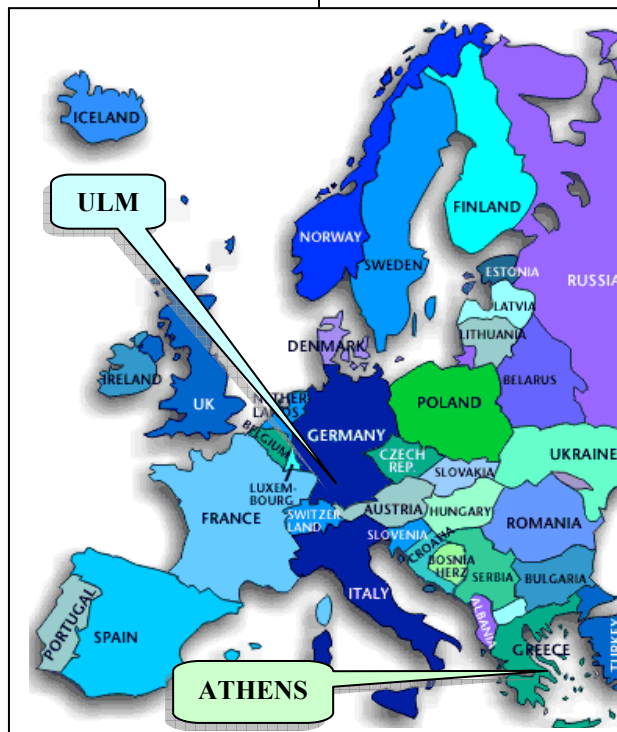 ICELAND
ULM
FINLAND
NORWAY
SWEDEN
ESTONIA
RUSSIA
LATVIA
LITHUANIA
DENMARK
IRELAND
BELARUS
UK
NETHER
LANDS
POLAND
BELGIUM
GERMANY
UKRAINE
CZECH
REP.
SLOVAKIA
LUXEM-
BOURG
FRANCE
SWITZER
LAND
AUSTRIA
HUNGARY
ROMANIA
SLOVENIA
CROATIA
BOSNIA
HERZ
SERBIA
BULGARIA
ITALY
PORTUGAL
SPAIN
ALBANIA
GREECE
TURKEY
ATHENS